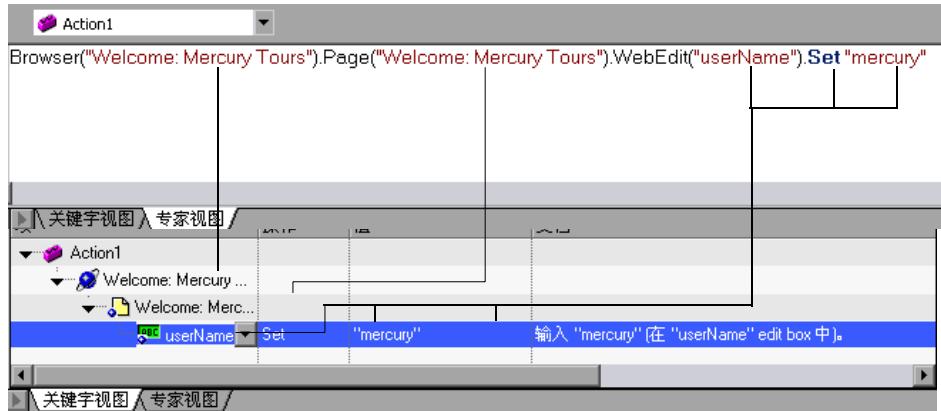 Action1
Browser("Welcome: Mercury Tours").Page("Welcome: Mercury Tours").WebEdit("userName").Set "mercury"
关键字视图 专家视图
Action1
Welcome: Mercury ...
Welcome: Merc...
userName Set "mercury" 输入 "mercury" (在 "userName" edit box 中)。
关键字视图 专家视图